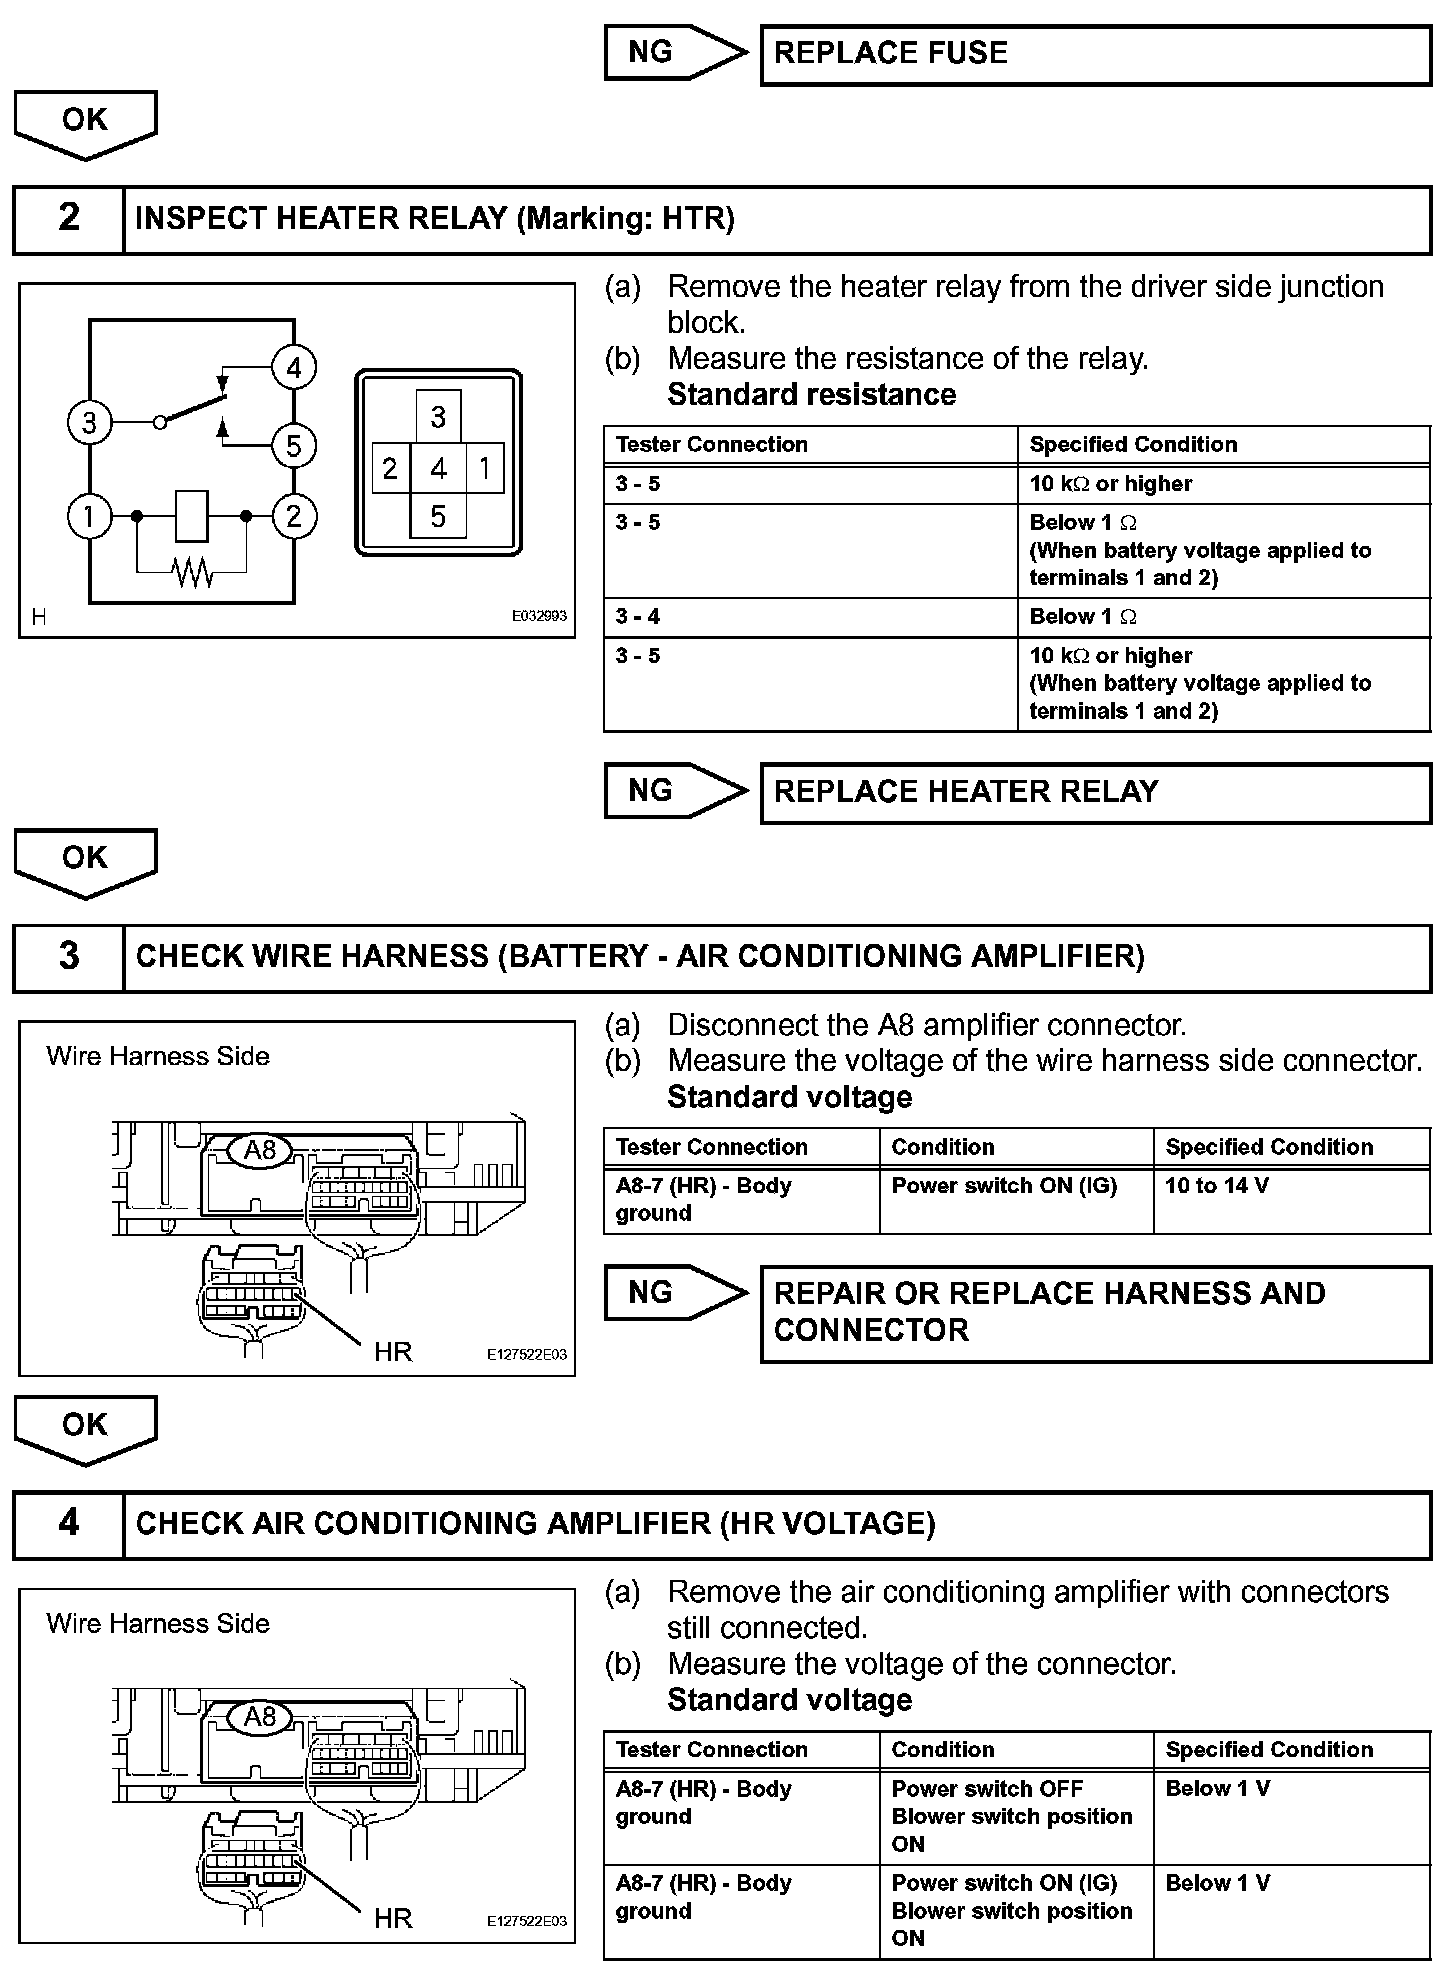 NG
REPLACE FUSE
OK
2
INSPECT HEATER RELAY (Marking: HTR)
4
3
5
1
2
3
2 4 1
5
H
E032993
(a) Remove the heater relay from the driver side junction
block.
(b) Measure the resistance of the relay.
Standard resistance
Tester Connection Specified Condition
3 - 5 10 kΩ or higher
3 - 5 Below 1 Ω
(When battery voltage applied to
terminals 1 and 2)
3 - 4 Below 1 Ω
3 - 5 10 kΩ or higher
(When battery voltage applied to
terminals 1 and 2)
NG
REPLACE HEATER RELAY
OK
3
CHECK WIRE HARNESS (BATTERY - AIR CONDITIONING AMPLIFIER)
Wire Harness Side
A8
HR
E127522E03
(a) Disconnect the A8 amplifier connector.
(b) Measure the voltage of the wire harness side connector.
Standard voltage
Tester Connection Condition Specified Condition
A8-7 (HR) - Body Power switch ON (IG) 10 to 14 V
ground
NG
REPAIR OR REPLACE HARNESS AND
CONNECTOR
OK
4
CHECK AIR CONDITIONING AMPLIFIER (HR VOLTAGE)
Wire Harness Side
A8
HR
E127522E03
(a) Remove the air conditioning amplifier with connectors
still connected.
(b) Measure the voltage of the connector.
Standard voltage
Tester Connection Condition Specified Condition
A8-7 (HR) - Body Power switch OFF Below 1 V
ground Blower switch position
ON
A8-7 (HR) - Body Power switch ON (IG) Below 1 V
ground Blower switch position
ON